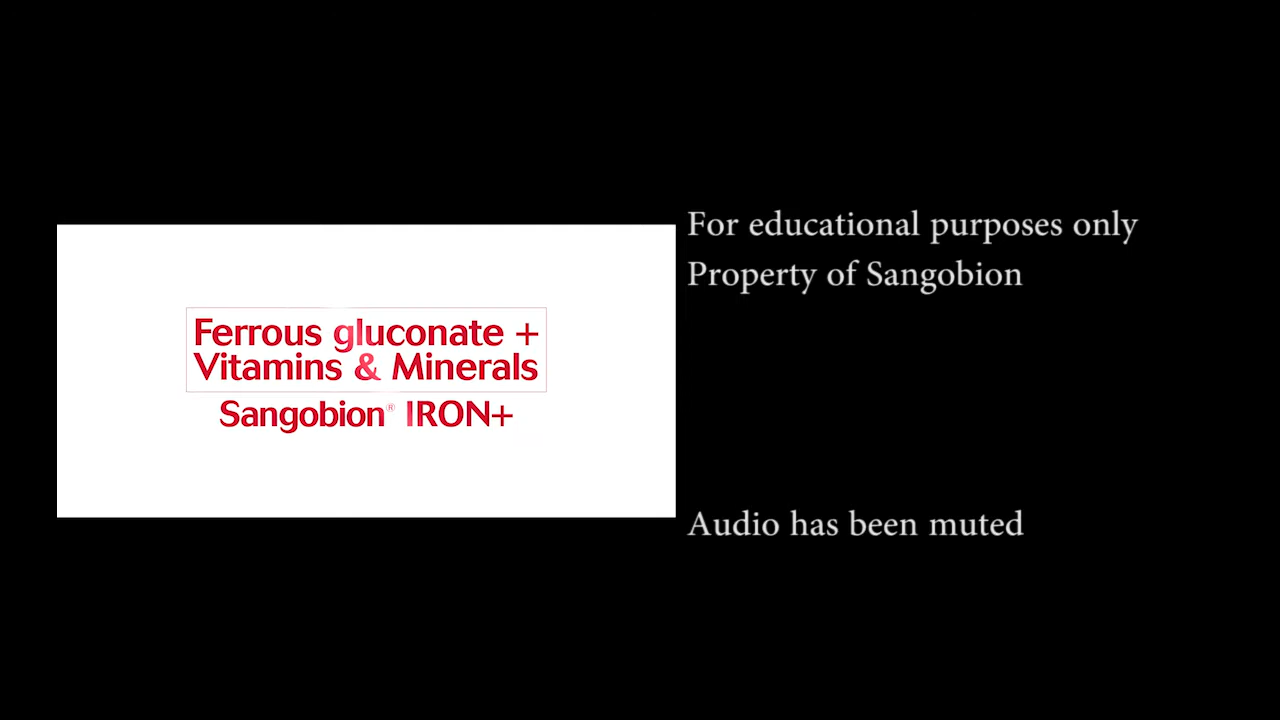 Ferrous gluconate +
Vitamins & Minerals
Sangobion® IRON+
For educational purposes only
Property of Sangobion
Audio has been muted